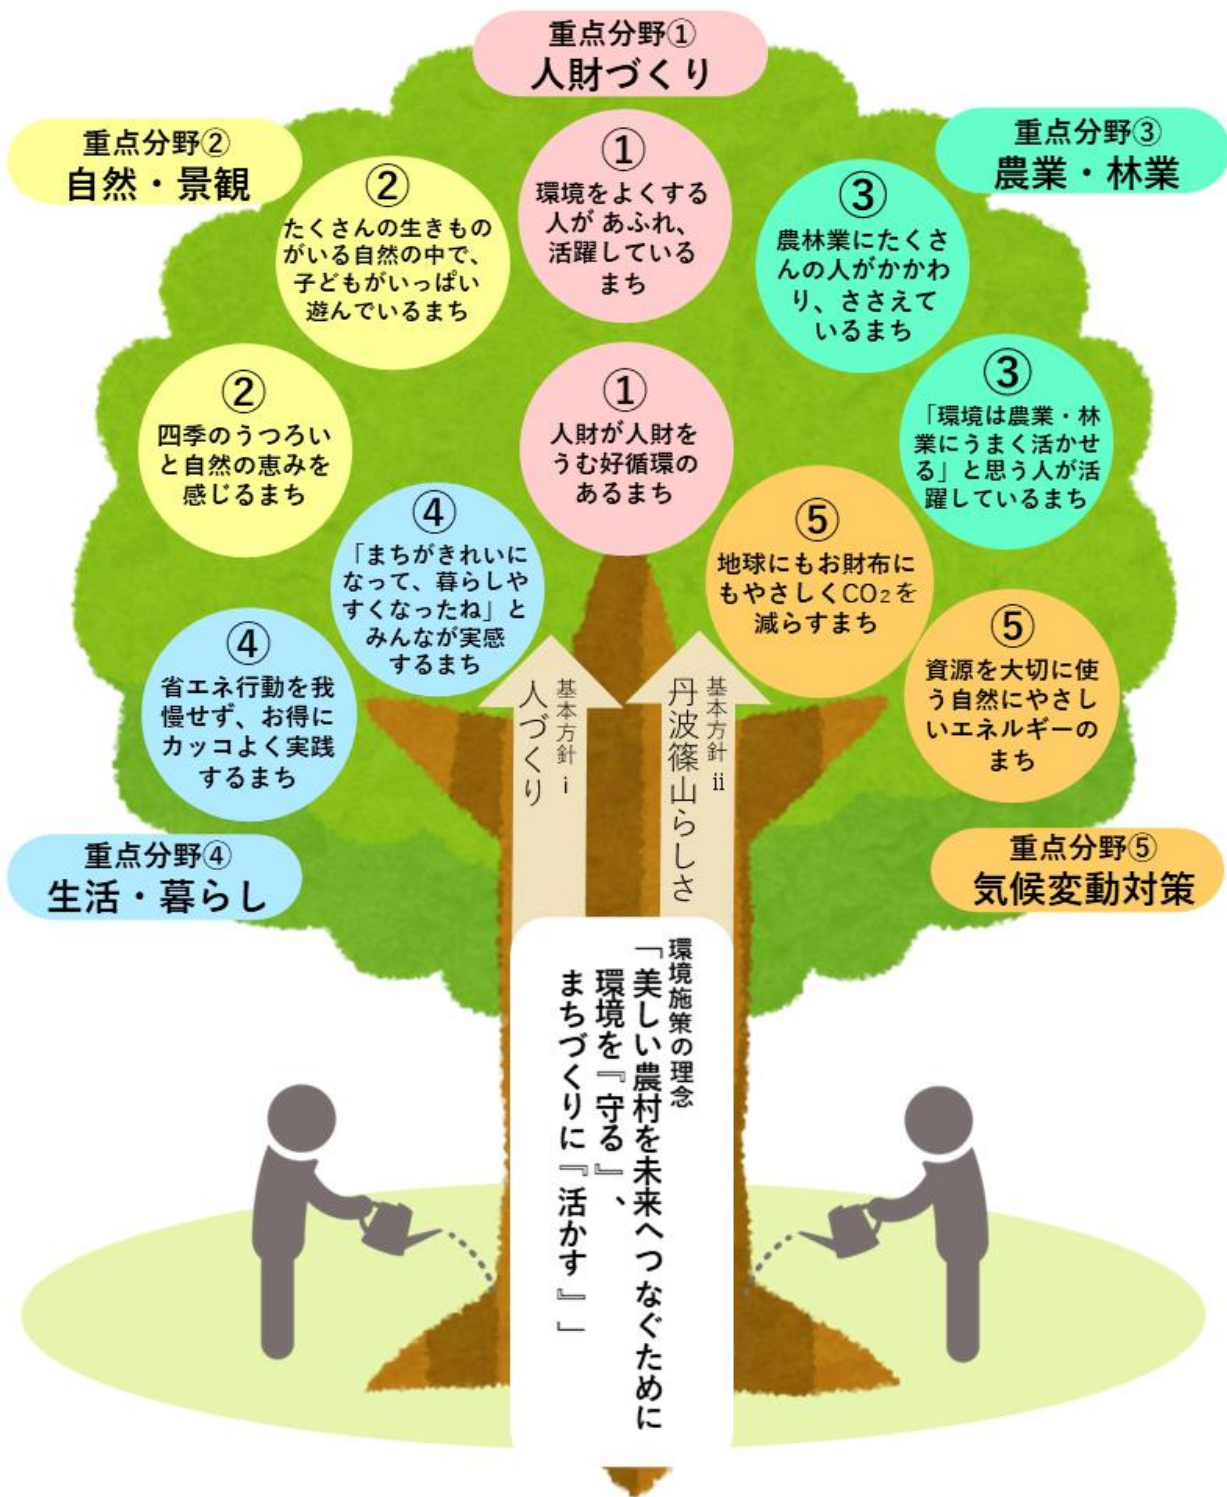 重点分野①
人財づくり
重点分野②
自然・景観
重点分野③
農業・林業
①
環境をよくする
人が あふれ、
活躍している
まち
②
たくさんの生きもの
がいる自然の中で、
子どもがいっぱい
遊んでいるまち
③
農林業にたくさ
んの人がかかわ
り、ささえて
いるまち
②
四季のうつろい
と自然の恵みを
感じるまち
①
人財が人財を
うむ好循環の
あるまち
③
「環境は農業・林
業にうまく活かせ
る」と思う人が活
躍しているまち
④
「まちがきれいに
なって、暮らしや
すくなったね」と
みんなが実感
するまち
⑤
地球にもお財布に
もやさしくCO₂を
減らすまち
④
省エネ行動を我
慢せず、お得に
カッコよく実践
するまち
⑤
資源を大切に使
う自然にやさし
いエネルギーの
まち
基本方針 i
人づくり
基本方針 ii
丹波篠山らしさ
重点分野④
生活・暮らし
重点分野⑤
気候変動対策
環境施策の理念
「美しい農村を未来へつなぐために
環境を『守る』、
まちづくりに『活かす』」